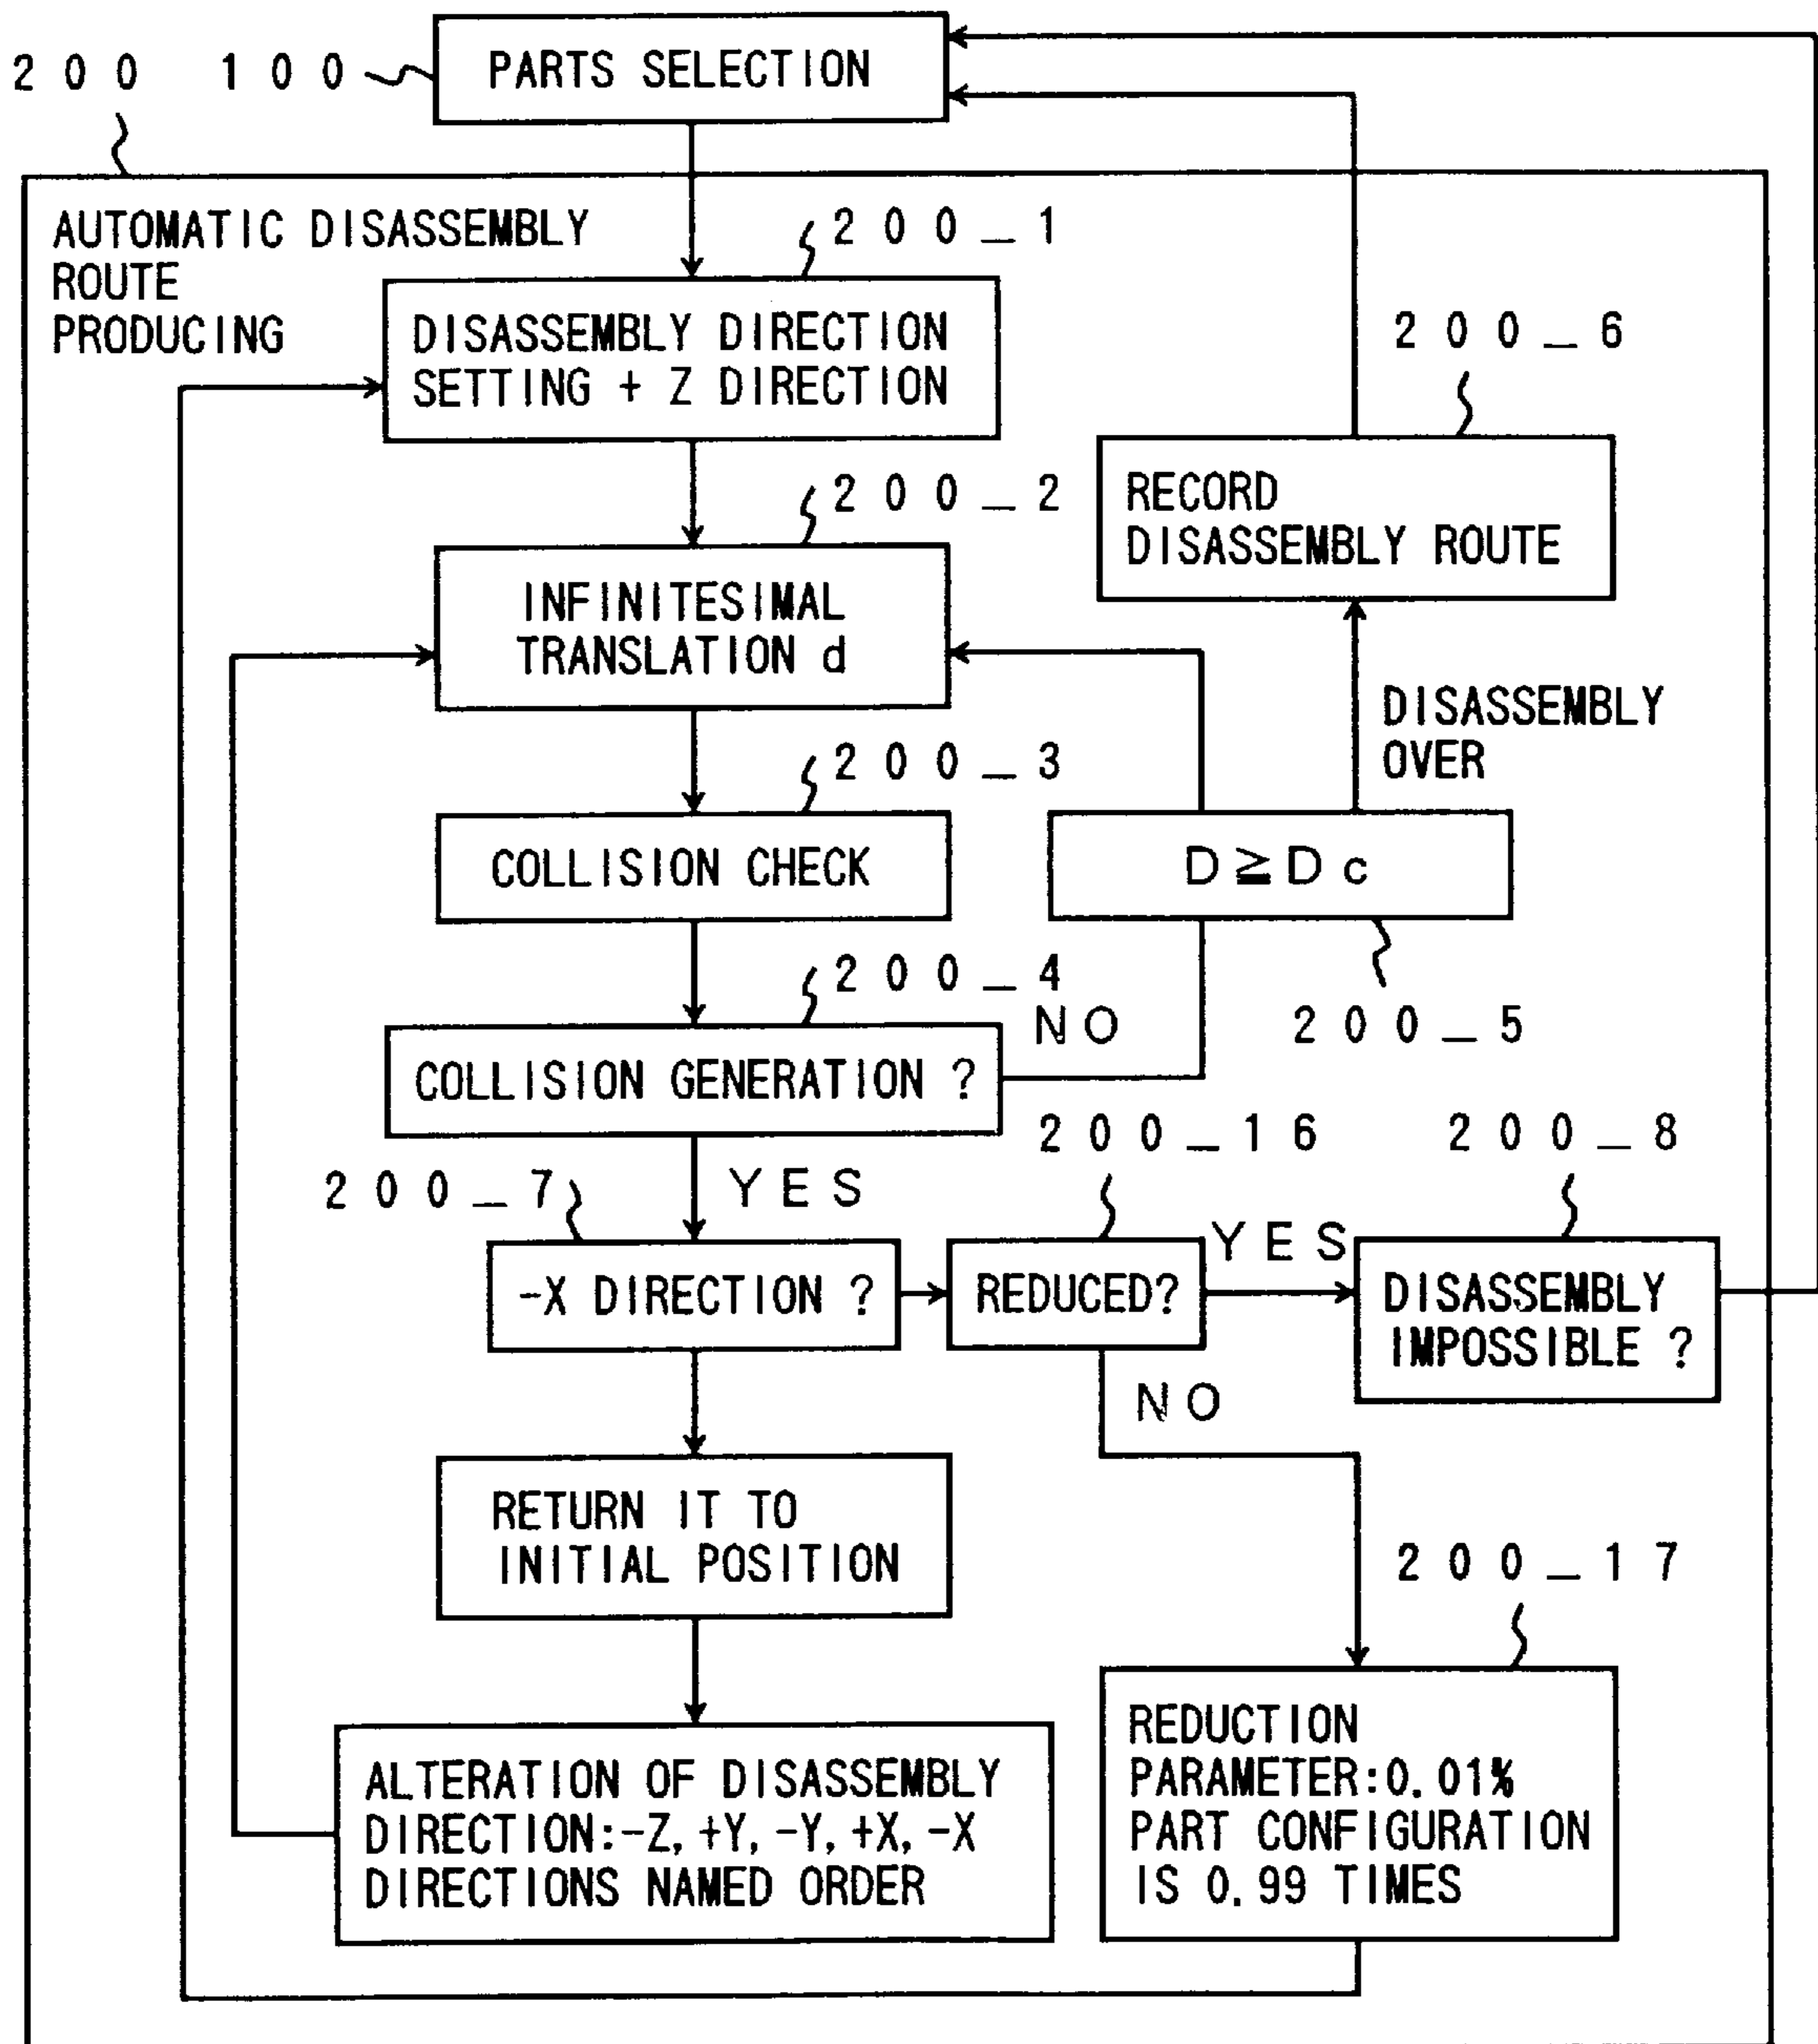 200 100
PARTS SELECTION
AUTOMATIC DISASSEMBLY
ROUTE
PRODUCING
200_1
DISASSEMBLY DIRECTION
SETTING + Z DIRECTION
200_6
RECORD
DISASSEMBLY ROUTE
200_2
INFINITESIMAL
TRANSLATION d
DISASSEMBLY
OVER
200_3
COLLISION CHECK
D ≧ D c
200_4
NO
200_5
COLLISION GENERATION ?
200_16
200_8
200_7
YES
-X DIRECTION ?
REDUCED?
YES
DISASSEMBLY
IMPOSSIBLE ?
NO
RETURN IT TO
INITIAL POSITION
200_17
ALTERATION OF DISASSEMBLY
DIRECTION:-Z, +Y, -Y, +X, -X
DIRECTIONS NAMED ORDER
REDUCTION
PARAMETER:0.01%
PART CONFIGURATION
IS 0.99 TIMES